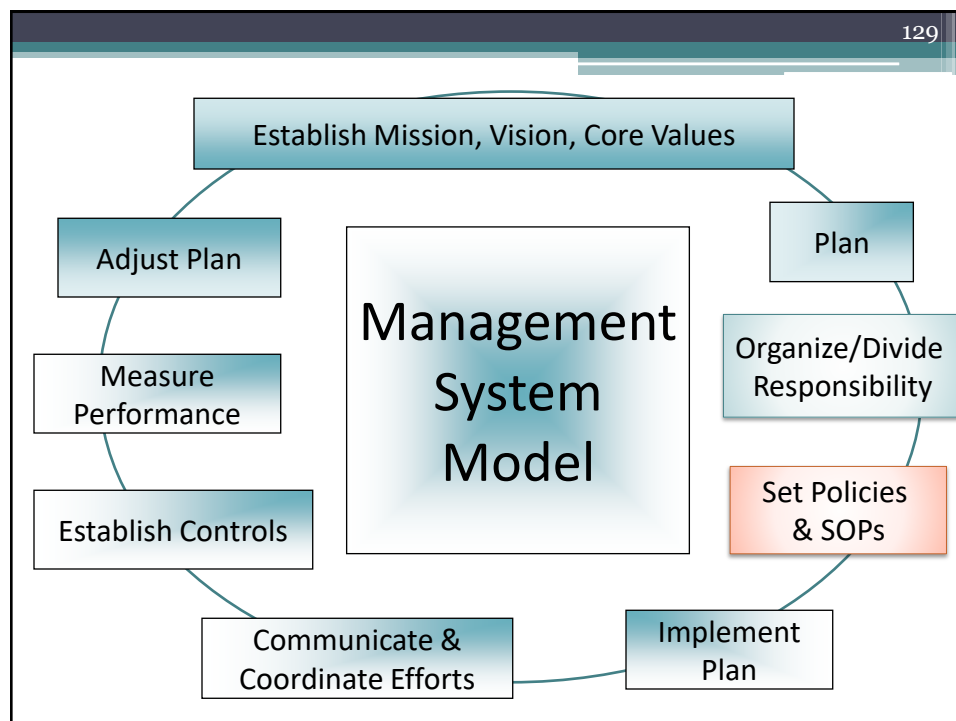 129
Establish Mission, Vision, Core Values
Plan
Organize/Divide
Responsibility
Set Policies
& SOPs
Implement
Plan
Communicate &
Coordinate Efforts
Establish Controls
Measure
Performance
Adjust Plan
Management
System
Model